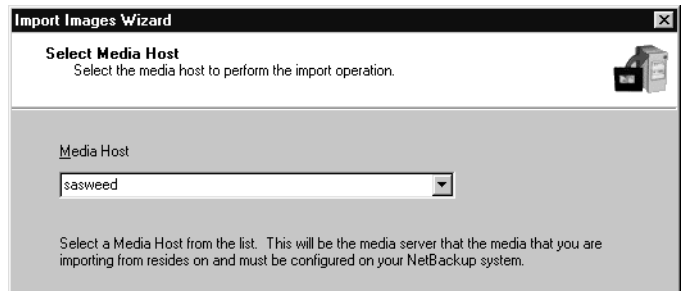 Import Images Wizard
Select Media Host
Select the media host to perform the import operation.
Media Host
sasweed
Select a Media Host from the list. This will be the media server that the media that you are
importing from resides on and must be configured on your NetBackup system.